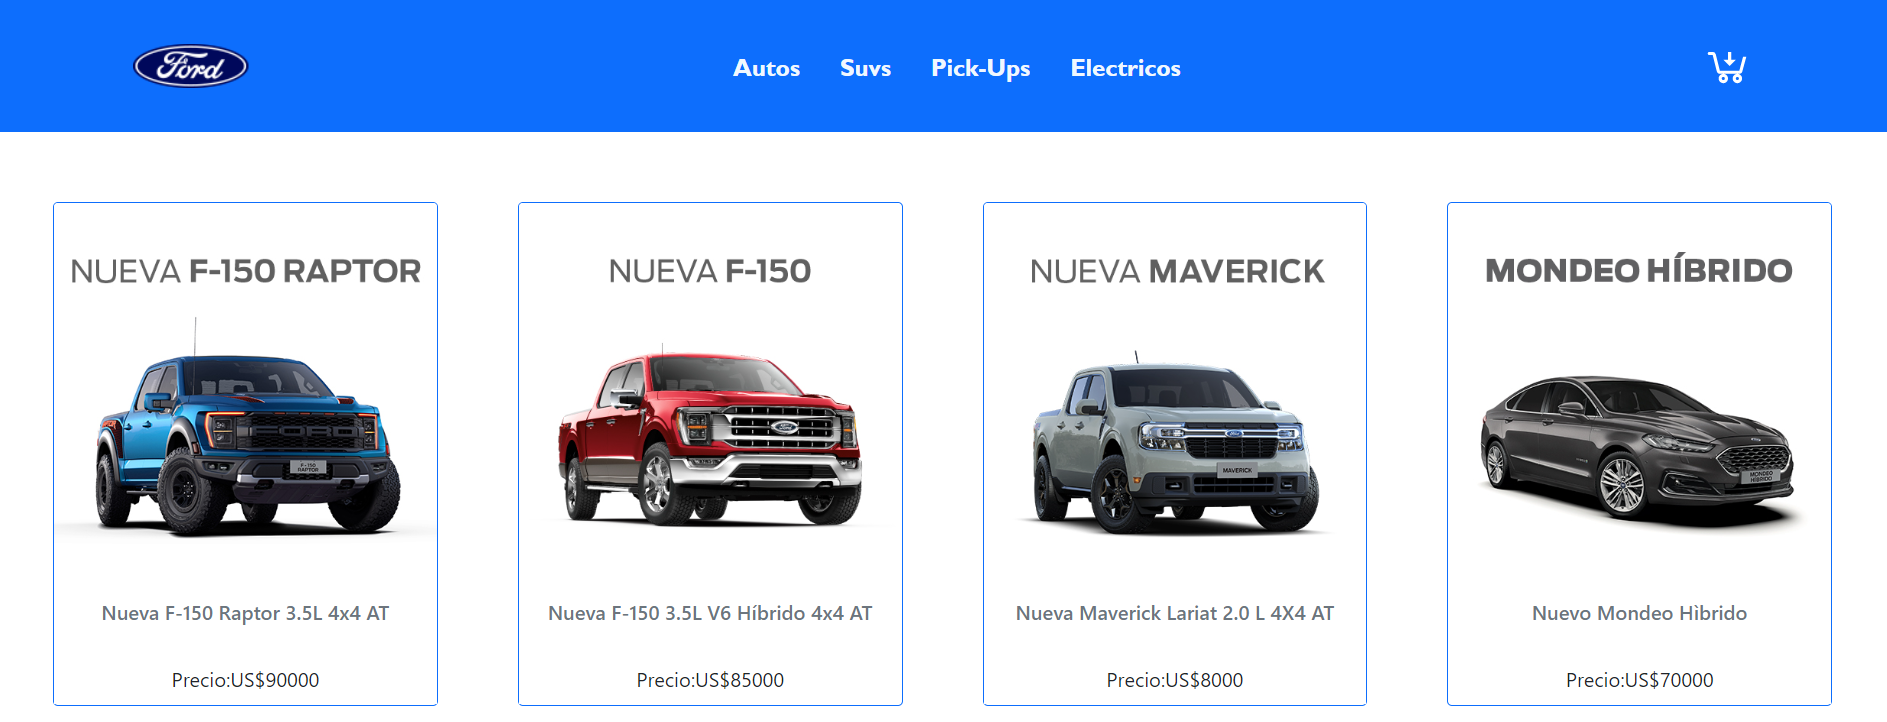 Ford
Autos Suvs Pick-Ups Electricos
NUEVA F-150 RAPTOR
F-150
RAPTOR
Nueva F-150 Raptor 3.5L 4x4 AT
Precio:US$90000
NUEVA F-150
Ford
Nueva F-150 3.5L V6 Híbrido 4x4 AT
Precio:US$85000
NUEVA MAVERICK
MAVERICK
Nueva Maverick Lariat 2.0 L 4X4 AT
Precio:US$8000
MONDEO HÍBRIDO
MONDEO
HÍBRIDO
Nuevo Mondeo Hìbrido
Precio:US$70000